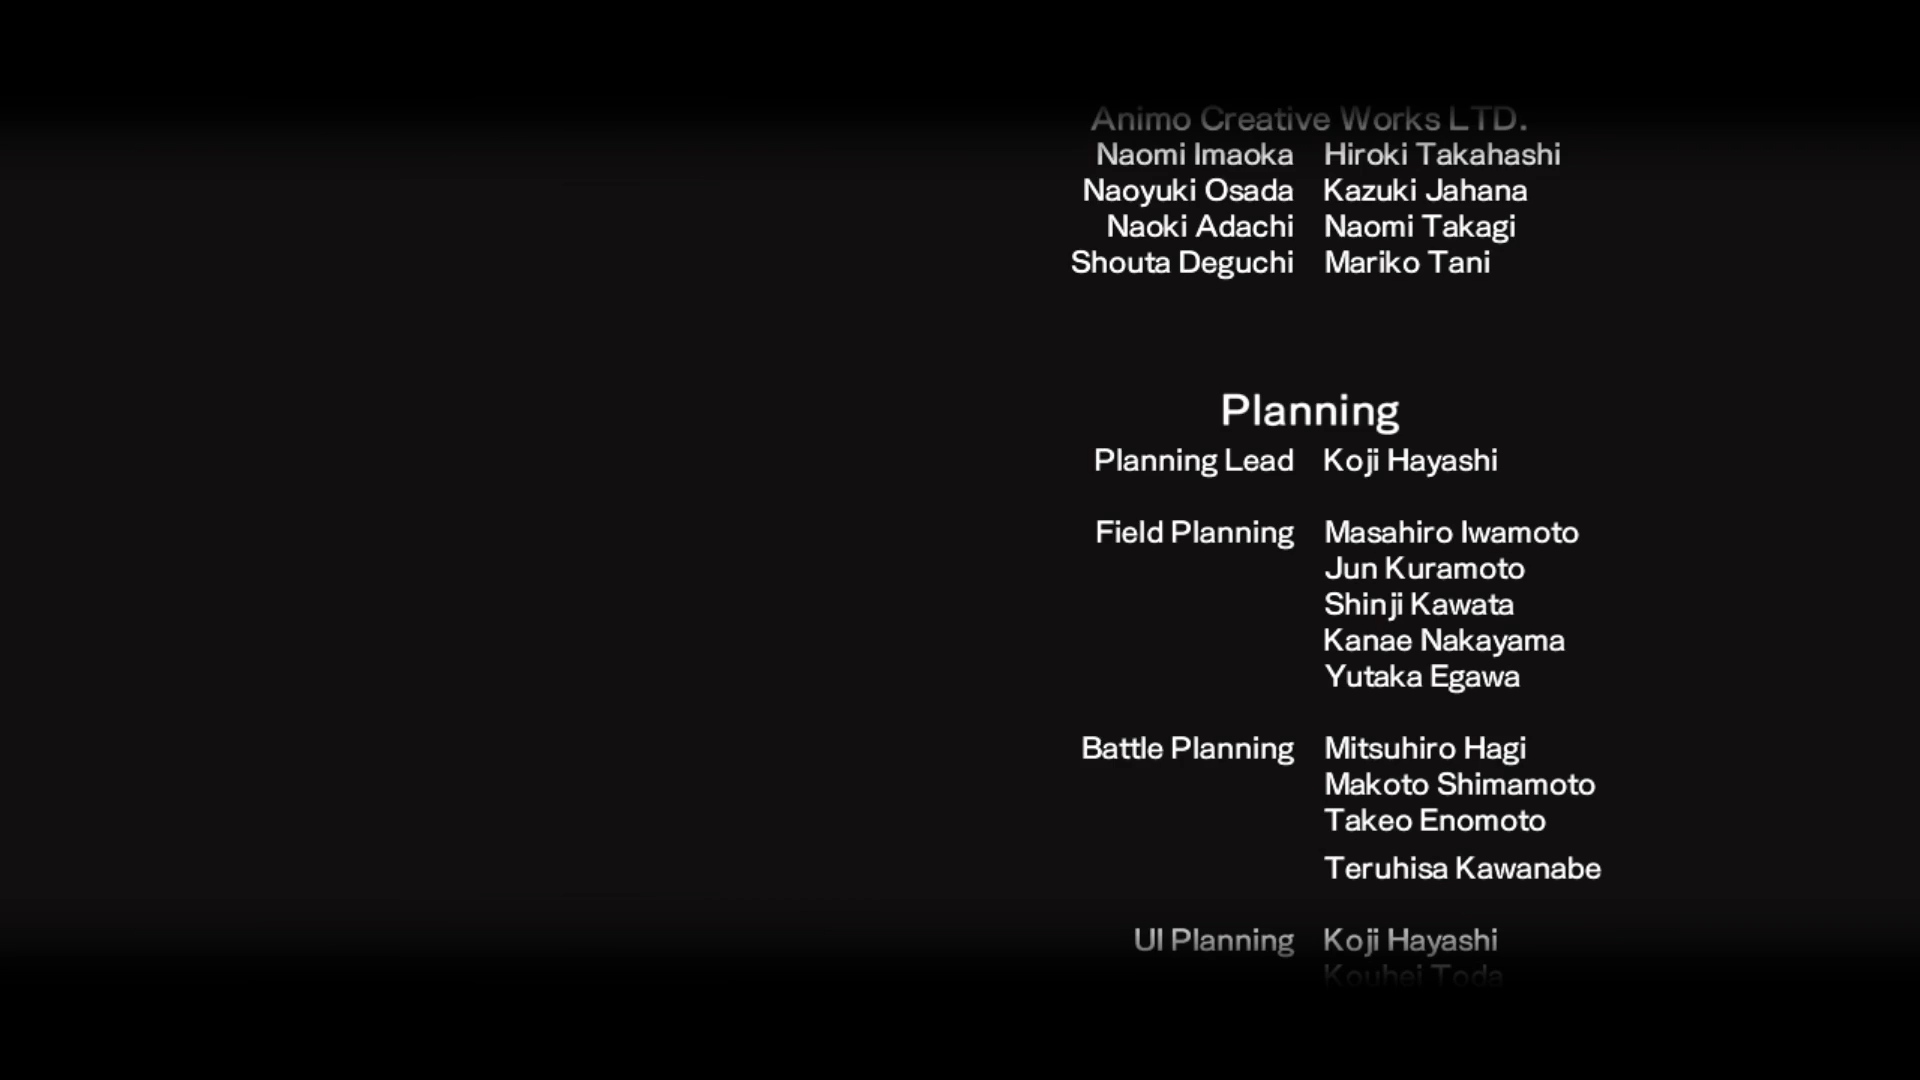 Animo Creative Works LTD.
Naomi Imaoka Hiroki Takahashi
Naoyuki Osada Kazuki Jahana
Naoki Adachi Naomi Takagi
Shouta Deguchi Mariko Tani
Planning
Planning Lead Koji Hayashi
Field Planning Masahiro Iwamoto
Jun Kuramoto
Shinji Kawata
Kanae Nakayama
Yutaka Egawa
Battle Planning Mitsuhiro Hagi
Makoto Shimamoto
Takeo Enomoto
Teruhisa Kawanabe
UI Planning Koji Hayashi
Kouhei Toda